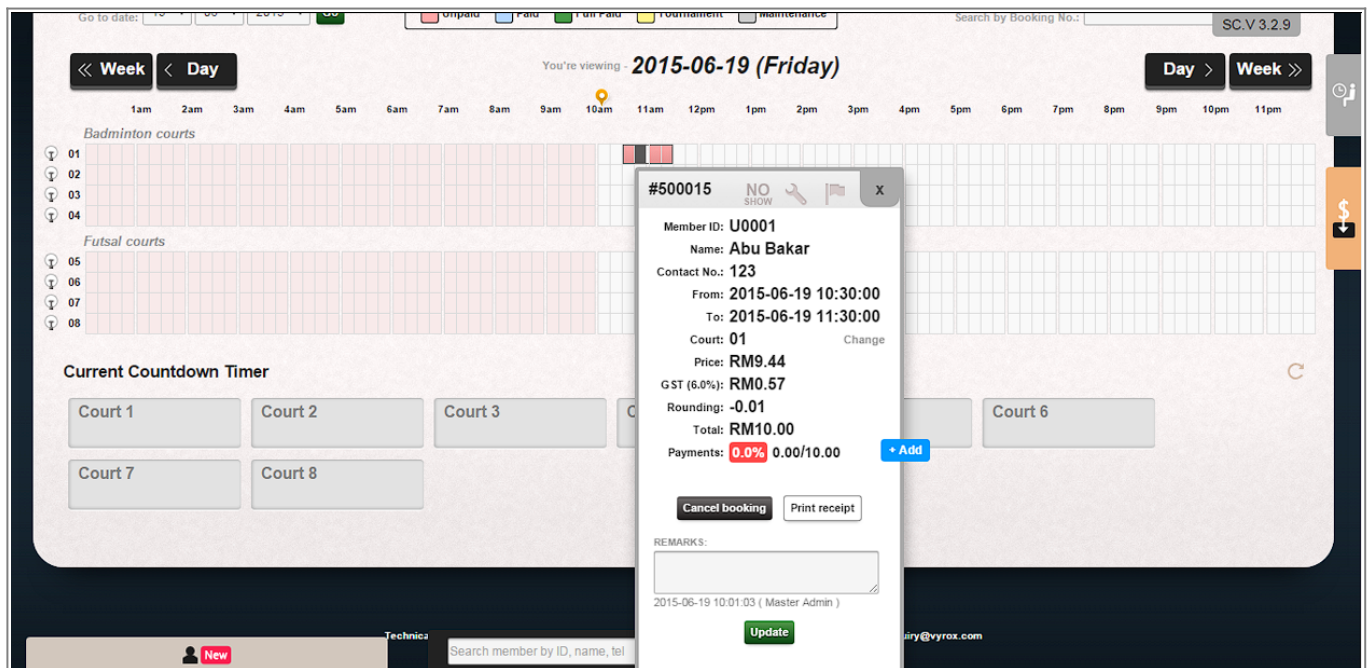 Go to date: 2015 Go
Unpaid Paid Full Paid Tournament Maintenance
Search by Booking No.:
SC.V 3.2.9
Week Day
You're viewing - 2015-06-19 (Friday)
Day Week
1am 2am 3am 4am 5am 6am 7am 8am 9am 10am 11am 12pm 1pm 2pm 3pm 4pm 5pm 6pm 7pm 8pm 9pm 10pm 11pm
Badminton courts
01
02
03
04
Futsal courts
05
06
07
08
#500015 NO SHOW X
Member ID: U0001
Name: Abu Bakar
Contact No.: 123
From: 2015-06-19 10:30:00
To: 2015-06-19 11:30:00
Court: 01 Change
Price: RM9.44
GST (6.0%): RM0.57
Rounding: -0.01
Total: RM10.00
Payments: 0.0% 0.00/10.00 + Add
Cancel booking Print receipt
REMARKS:
2015-06-19 10:01:03 ( Master Admin )
Update
Current Countdown Timer
Court 1 Court 2 Court 3 Court 6
Court 7 Court 8
New
Search member by ID, name, tel